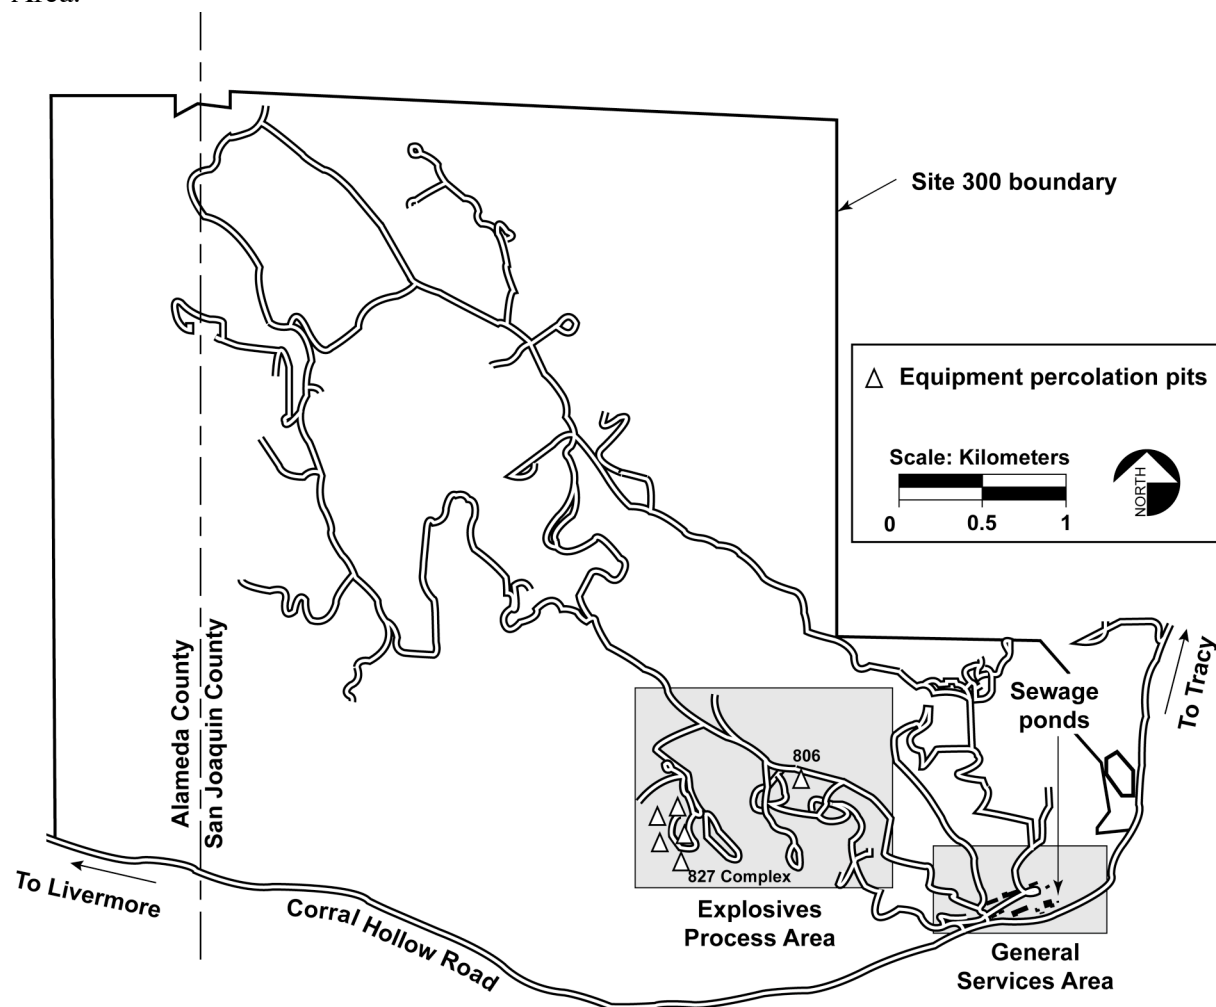 Area.
Site 300 boundary
Equipment percolation pits
Scale: Kilometers
0 0.5 1
NORTH
Alameda County
San Joaquin County
Sewage
ponds
To Tracy
806
827 Complex
To Livermore
Corral Hollow Road
Explosives
Process Area
General
Services Area